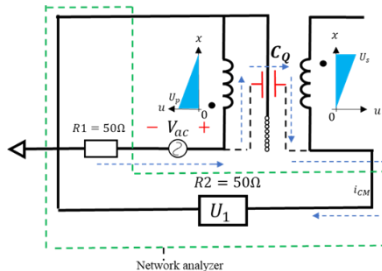 x
x
C_Q
U_p
U_s
u
0
0
u
− V_ac +
R1 = 50Ω
R2 = 50Ω
i_CM
U_1
Network analyzer